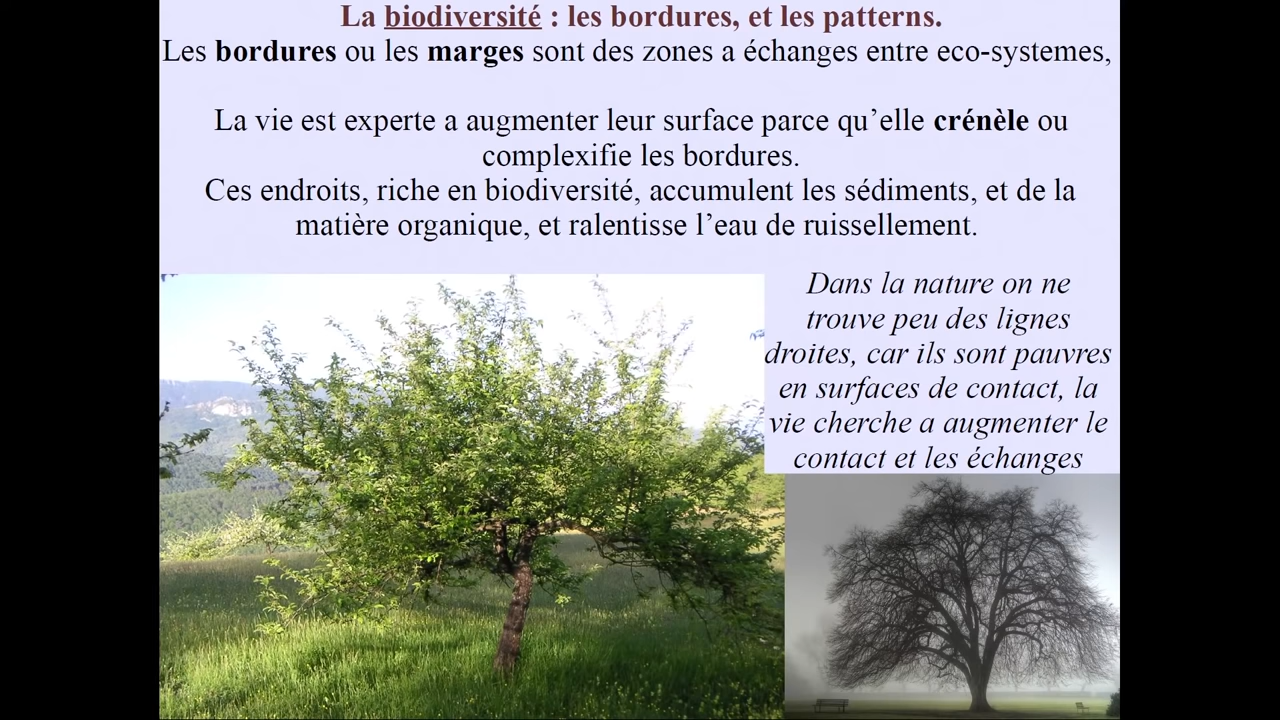 La biodiversité : les bordures, et les patterns.
Les bordures ou les marges sont des zones a échanges entre eco-systemes,
La vie est experte a augmenter leur surface parce qu’elle crénèle ou
complexifie les bordures.
Ces endroits, riche en biodiversité, accumulent les sédiments, et de la
matière organique, et ralentisse l’eau de ruissellement.
Dans la nature on ne
trouve peu des lignes
droites, car ils sont pauvres
en surfaces de contact, la
vie cherche a augmenter le
contact et les échanges